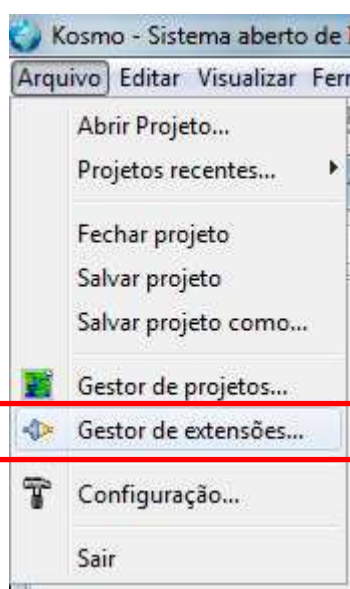 Kosmo - Sistema aberto de
Arquivo Editar Visualizar Ferr
Abrir Projeto...
Projetos recentes...
Fechar projeto
Salvar projeto
Salvar projeto como...
Gestor de projetos...
Gestor de extensões...
Configuração...
Sair